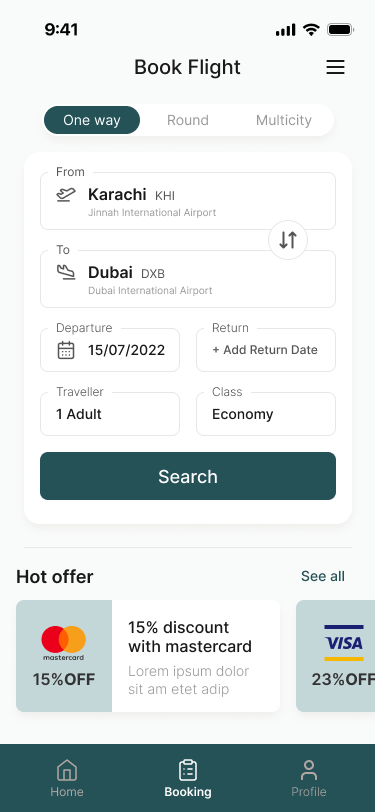 9:41
Book Flight
One way
Round
Multicity
From
Karachi KHI
Jinnah International Airport
To
Dubai DXB
Dubai International Airport
Departure
15/07/2022
Return
+ Add Return Date
Traveller
1 Adult
Class
Economy
Search
Hot offer
See all
mastercard
15%OFF
15% discount
with mastercard
Lorem ipsum dolor
sit am etet adip
VISA
23%OFF
Home
Booking
Profile